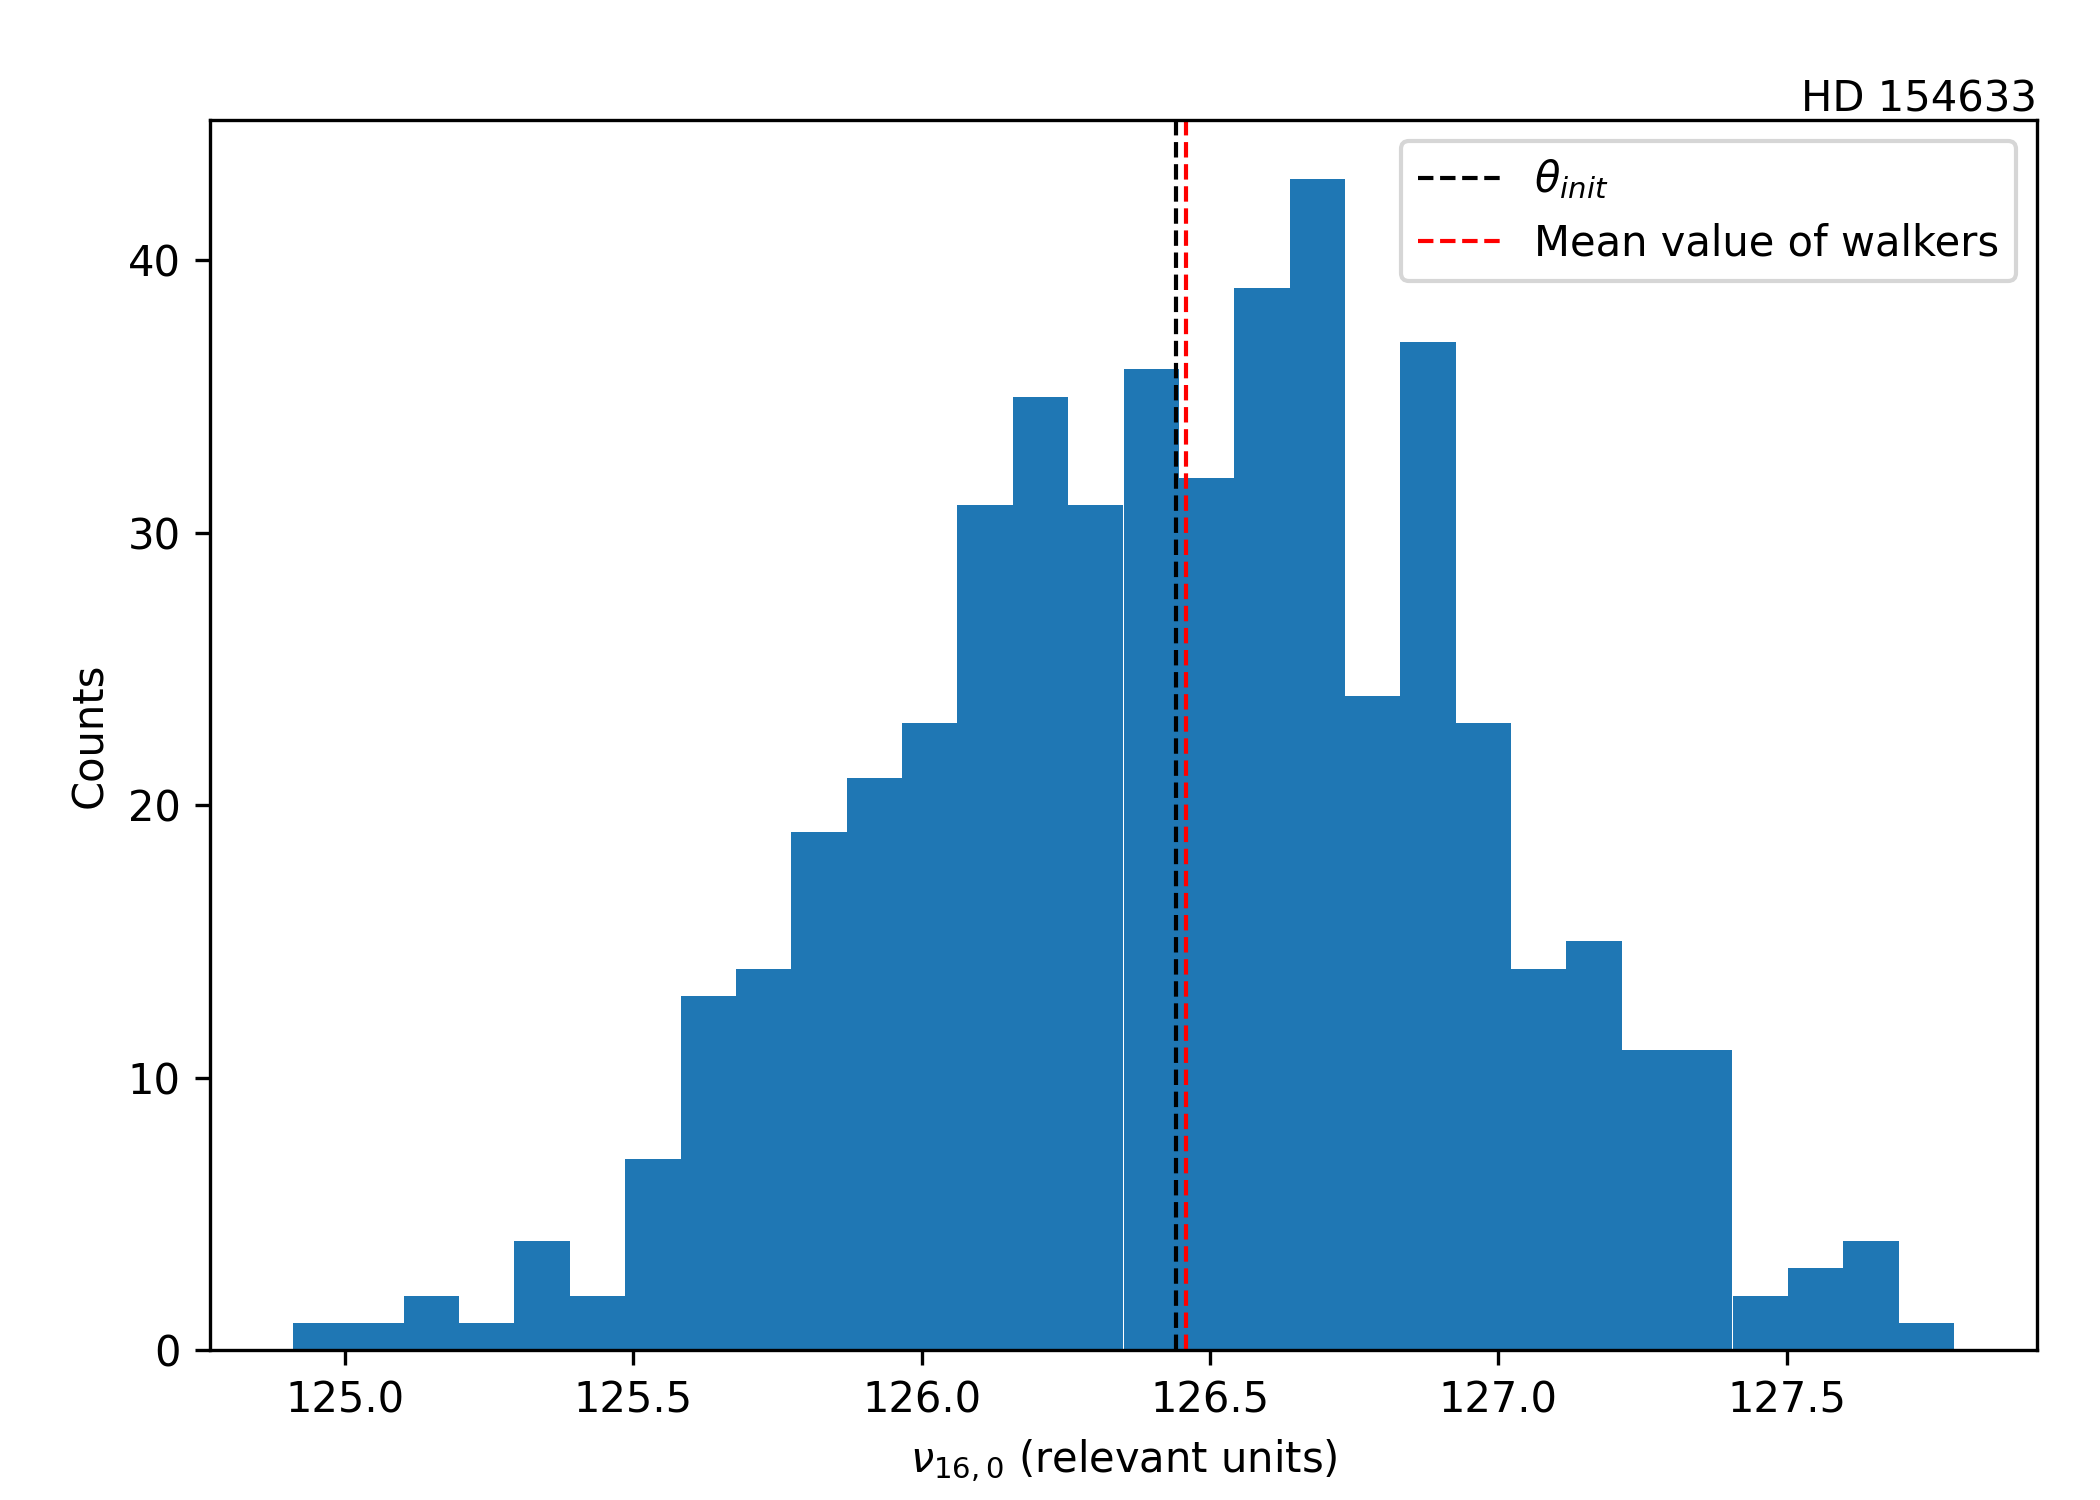 HD 154633
θinit
Mean value of walkers
40
30
20
10
0
Counts
125.0 125.5 126.0 126.5 127.0 127.5
ν16, 0 (relevant units)